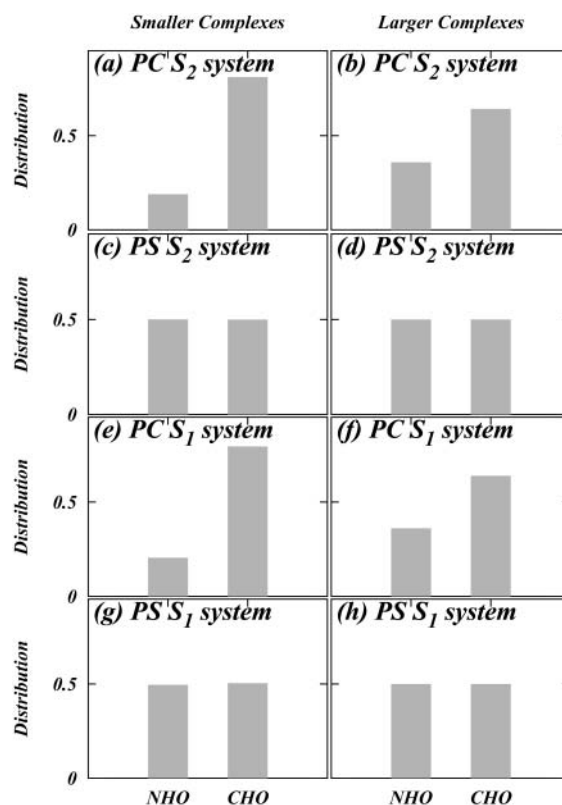 Smaller Complexes Larger Complexes
(a) PC S2 system (b) PC S2 system
Distribution
0.5
0
(c) PS S2 system (d) PS S2 system
Distribution
0.5
0
(e) PC S1 system (f) PC S1 system
Distribution
0.5
0
(g) PS S1 system (h) PS S1 system
Distribution
0.5
0
NHO CHO NHO CHO